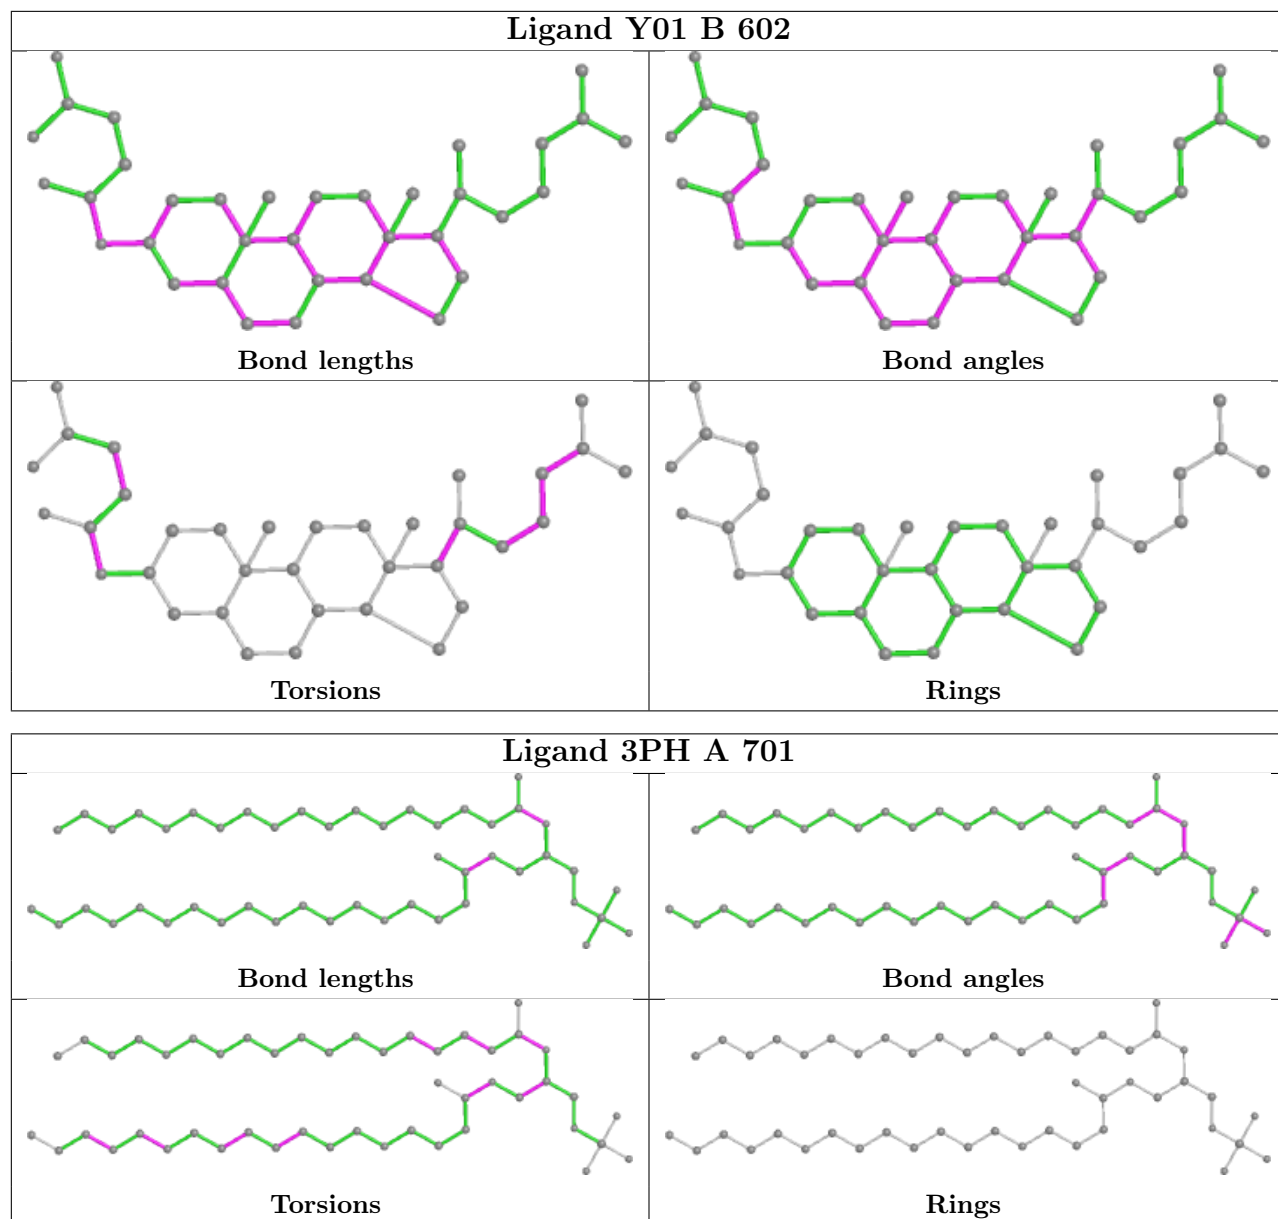 Ligand Y01 B 602
Bond lengths
Bond angles
Torsions
Rings
Ligand 3PH A 701
Bond lengths
Bond angles
Torsions
Rings